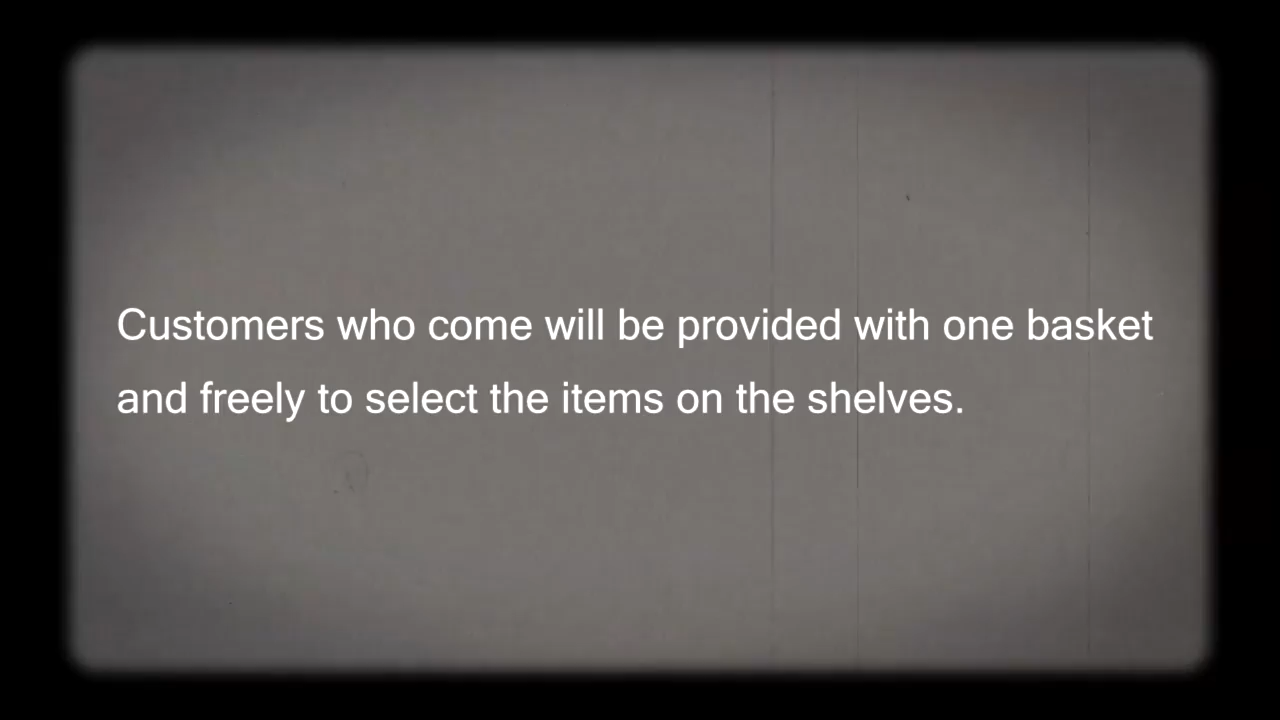 Customers who come will be provided with one basket
and freely to select the items on the shelves.